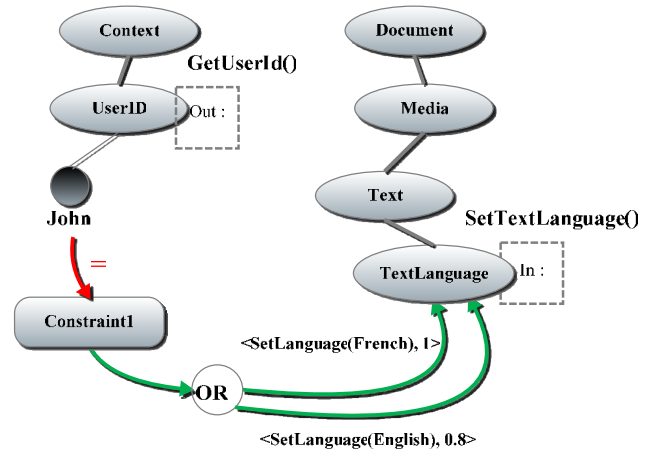 Context
Document
GetUserId()
UserID
Out :
Media
John
Text
SetTextLanguage()
=
TextLanguage
In :
Constraint1
<SetLanguage(French), 1>
OR
<SetLanguage(English), 0.8>